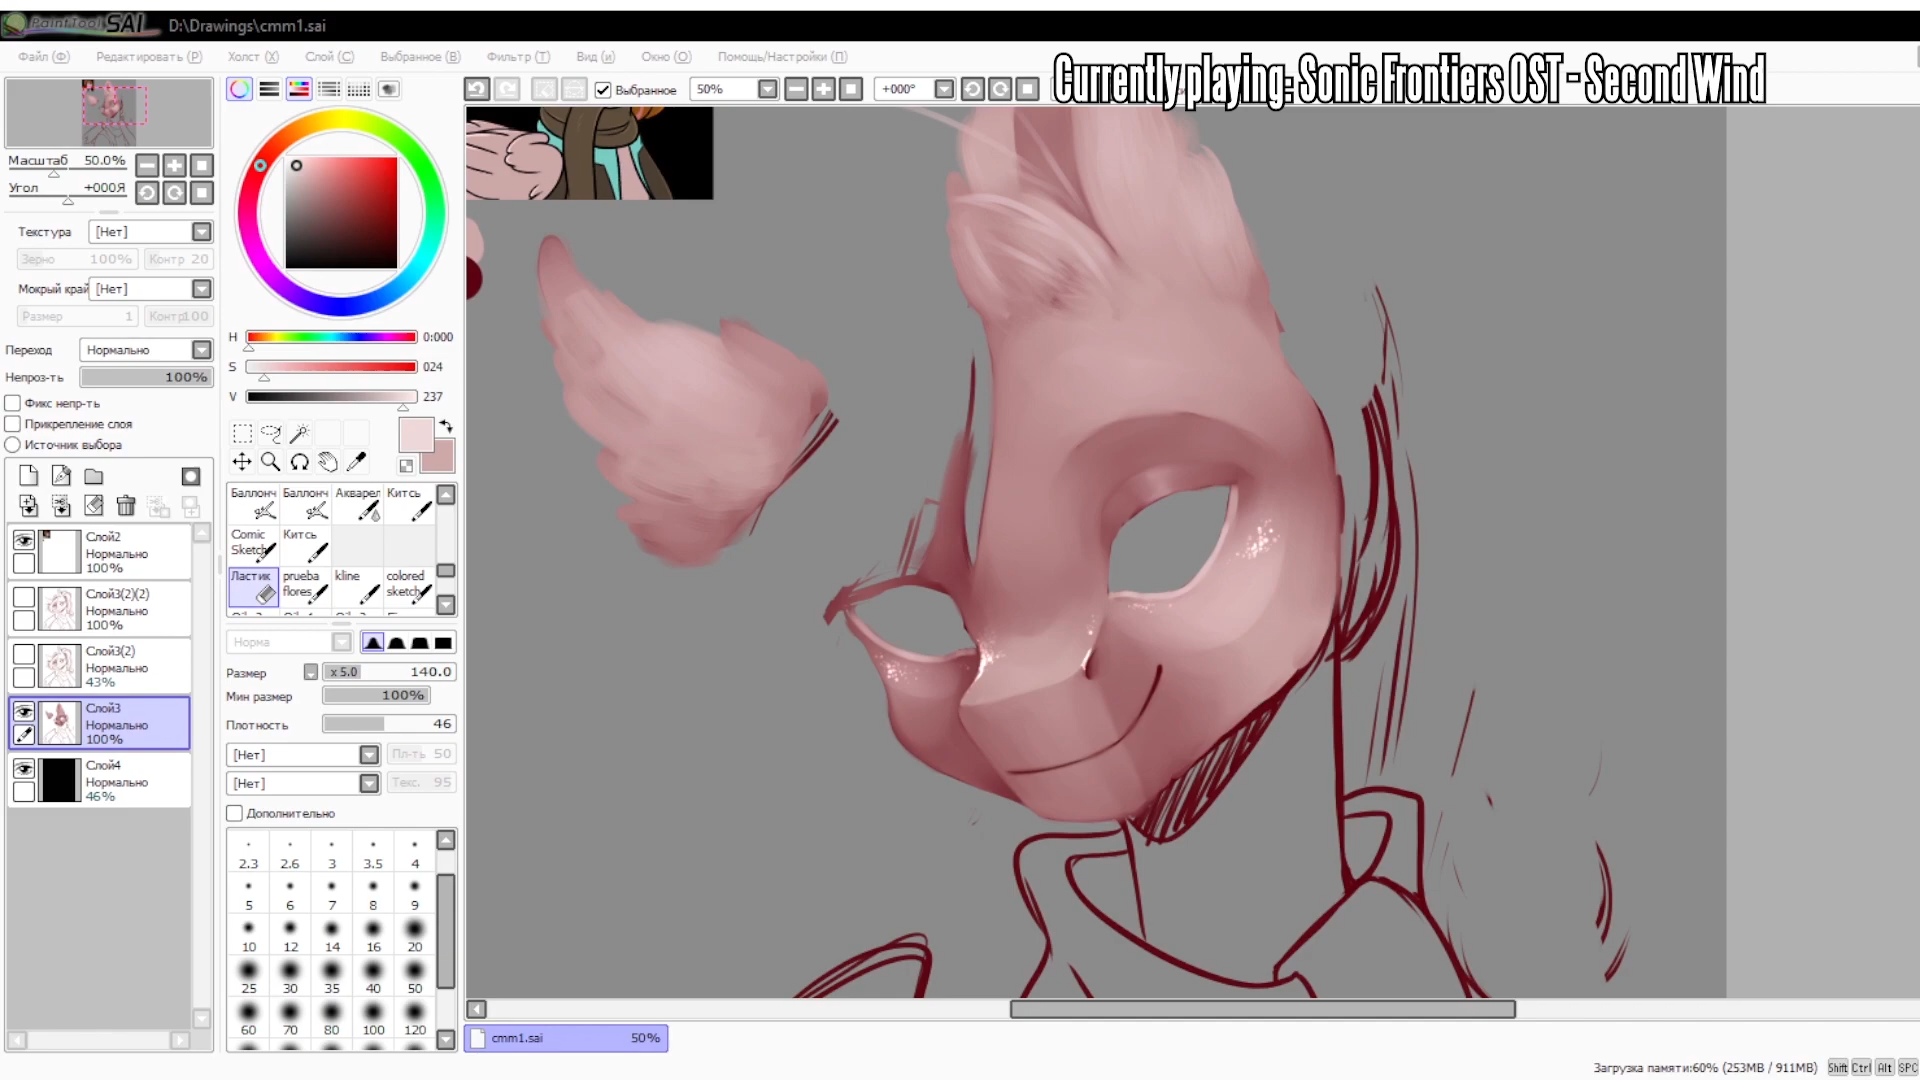 PaintTool SAI D:\Drawings\cmm1.sai
Файл (Ф) Редактировать (Р) Холст (Х) Слой (С) Выбранное (В) Фильтр (Т) Вид (и) Окно (О) Помощь/Настройки (П)
Currently playing: Sonic Frontiers OST - Second Wind
Выбранное 50% +000°
Масштаб 50.0%
Угол +000Я
Текстура [Нет]
Зерно 100% Контр 20
Мокрый край [Нет]
Размер 1 Контр 100
Переход Нормально
Непроз-ть 100%
Фикс непр-ть
Прикрепление слоя
Источник выбора
Слой2
Нормально
100%
Слой3(2)(2)
Нормально
100%
Слой3(2)
Нормально
43%
Слой3
Нормально
100%
Слой4
Нормально
46%
H 0:000
S 024
V 237
Баллонч Баллонч Акварел Китсь
Comic Sketch Китсь
Ластик prueba flores kline colored sketch
Норма
Размер x 5.0 140.0
Мин размер 100%
Плотность 46
[Нет] Пл-ть 50
[Нет] Текс. 95
Дополнительно
2.3 2.6 3 3.5 4
5 6 7 8 9
10 12 14 16 20
25 30 35 40 50
60 70 80 100 120
cmm1.sai 50%
Загрузка памяти:60% (253MB / 911MB) Shift Ctrl Alt SPC